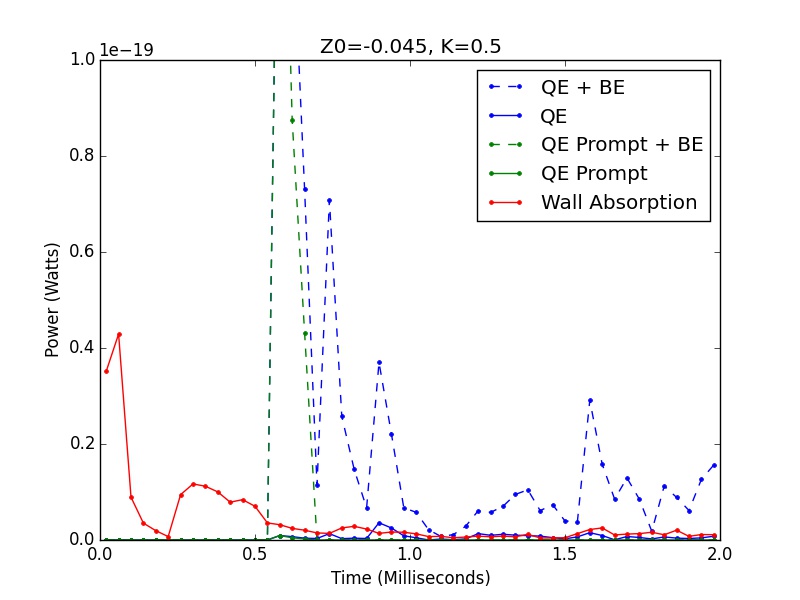 Z0=-0.045, K=0.5
1e−19
1.0
0.8
0.6
0.4
0.2
0.0
Power (Watts)
QE + BE
QE
QE Prompt + BE
QE Prompt
Wall Absorption
0.0 0.5 1.0 1.5 2.0
Time (Milliseconds)